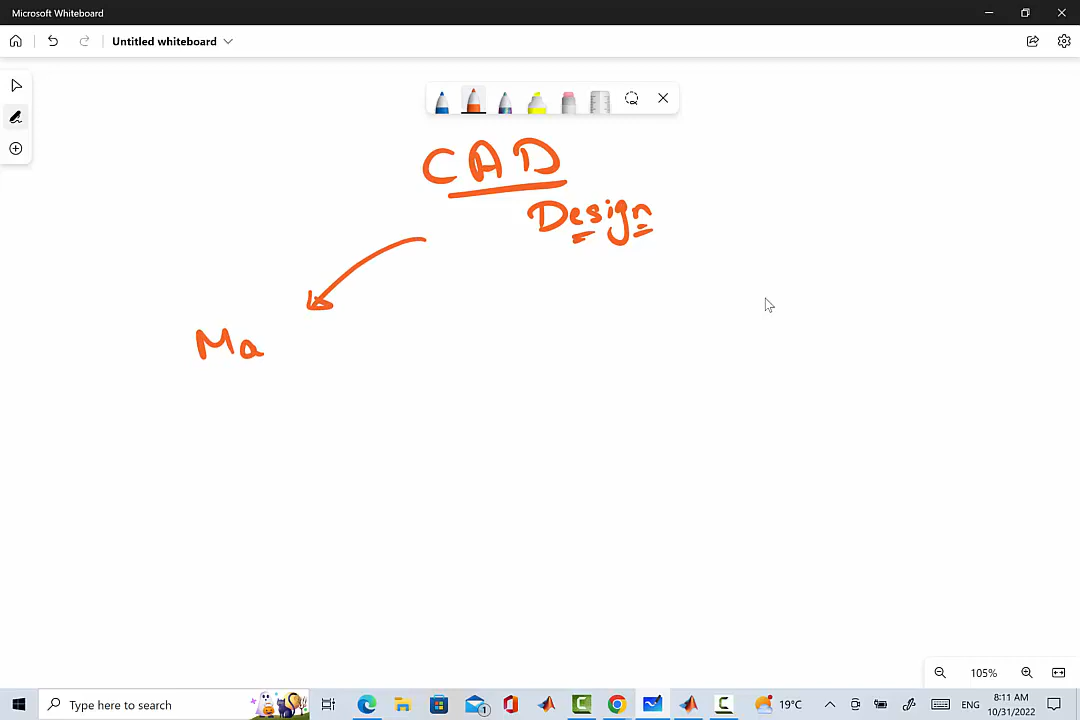 Microsoft Whiteboard
Untitled whiteboard
CAD
Design
Ma
105%
Type here to search
1
19°C
ENG
8:11 AM
10/31/2022